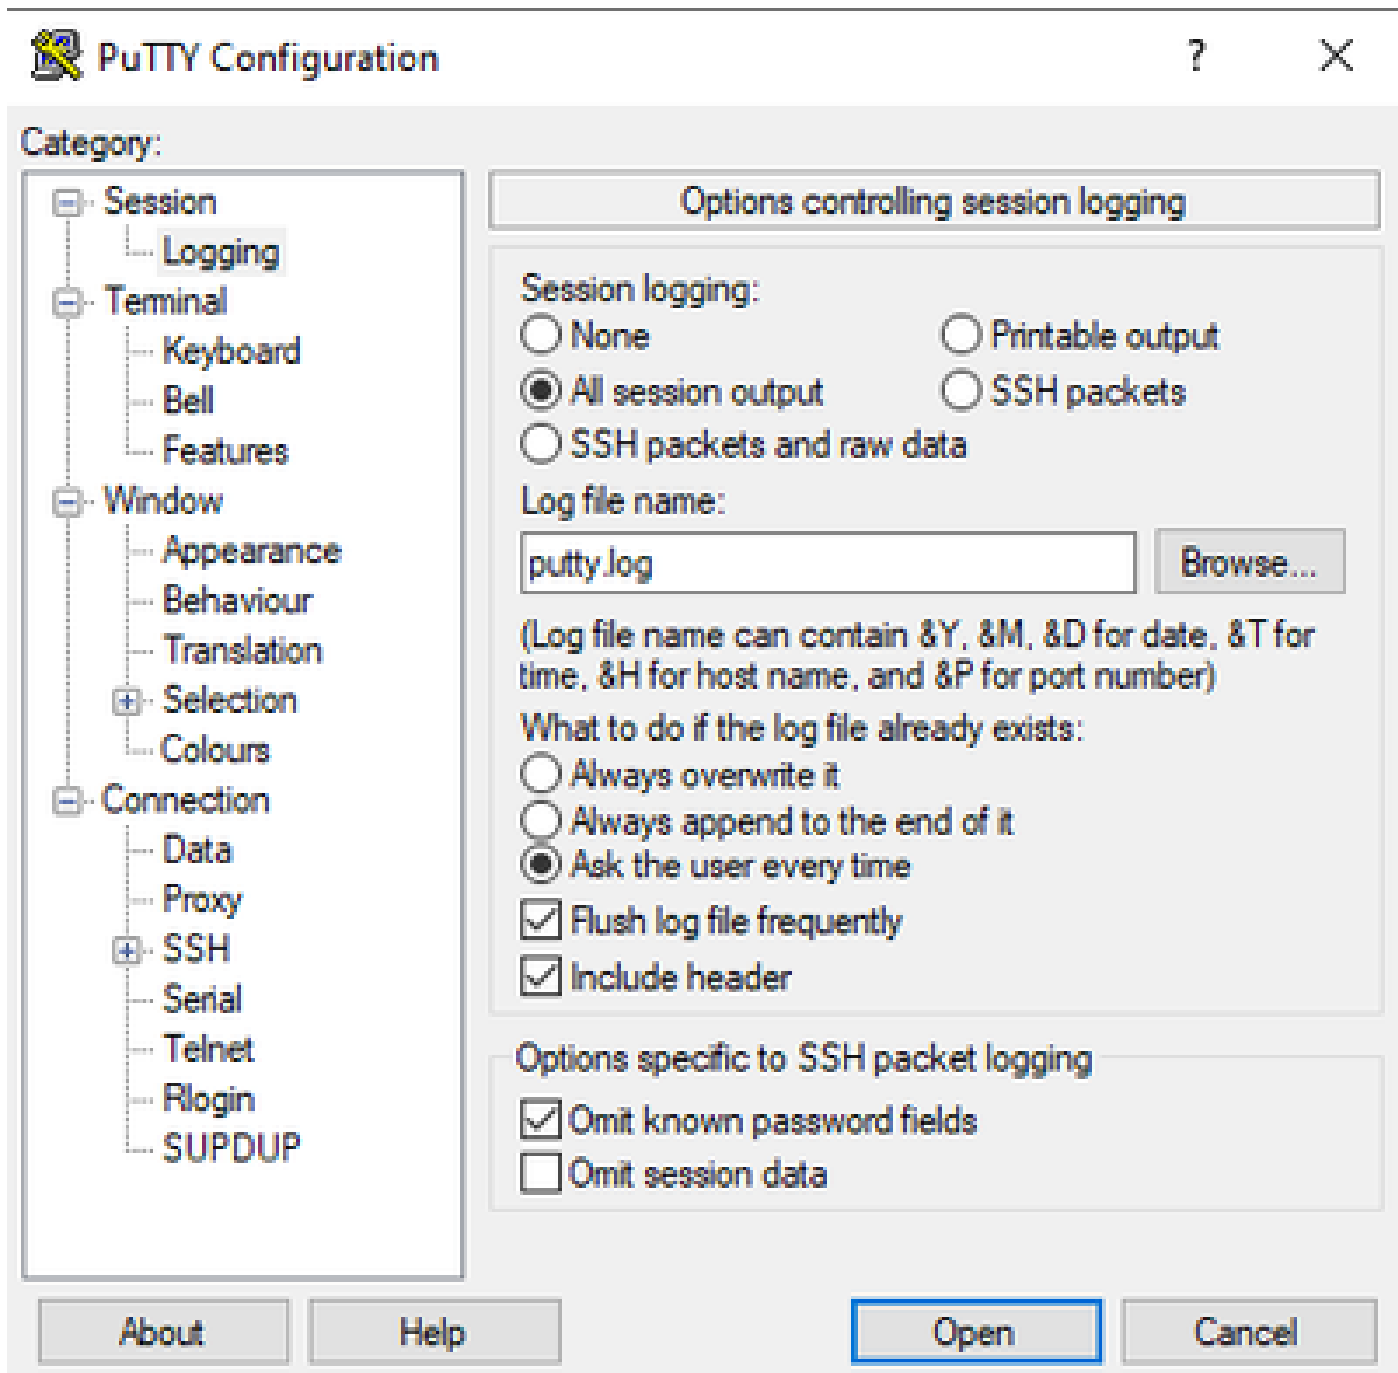 PuTTY Configuration
?
Category:
Session
Logging
Terminal
Keyboard
Bell
Features
Window
Appearance
Behaviour
Translation
Selection
Colours
Connection
Data
Proxy
SSH
Serial
Telnet
Rlogin
SUPDUP
Options controlling session logging
Session logging:
None
Printable output
All session output
SSH packets
SSH packets and raw data
Log file name:
putty.log
Browse...
(Log file name can contain &Y, &M, &D for date, &T for
time, &H for host name, and &P for port number)
What to do if the log file already exists:
Always overwrite it
Always append to the end of it
Ask the user every time
Flush log file frequently
Include header
Options specific to SSH packet logging
Omit known password fields
Omit session data
About
Help
Open
Cancel